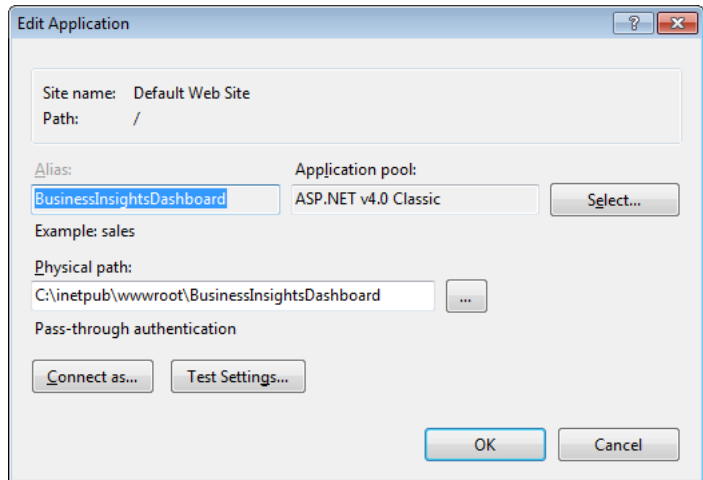 Edit Application
Site name: Default Web Site
Path: /
Alias: Application pool:
BusinessInsightsDashboard ASP.NET v4.0 Classic Select...
Example: sales
Physical path:
C:\inetpub\wwwroot\BusinessInsightsDashboard ...
Pass-through authentication
Connect as... Test Settings...
OK Cancel